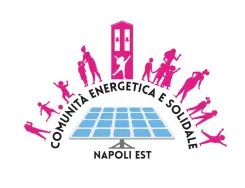 COMUNITÀ ENERGETICA E SOLIDALE
NAPOLI EST